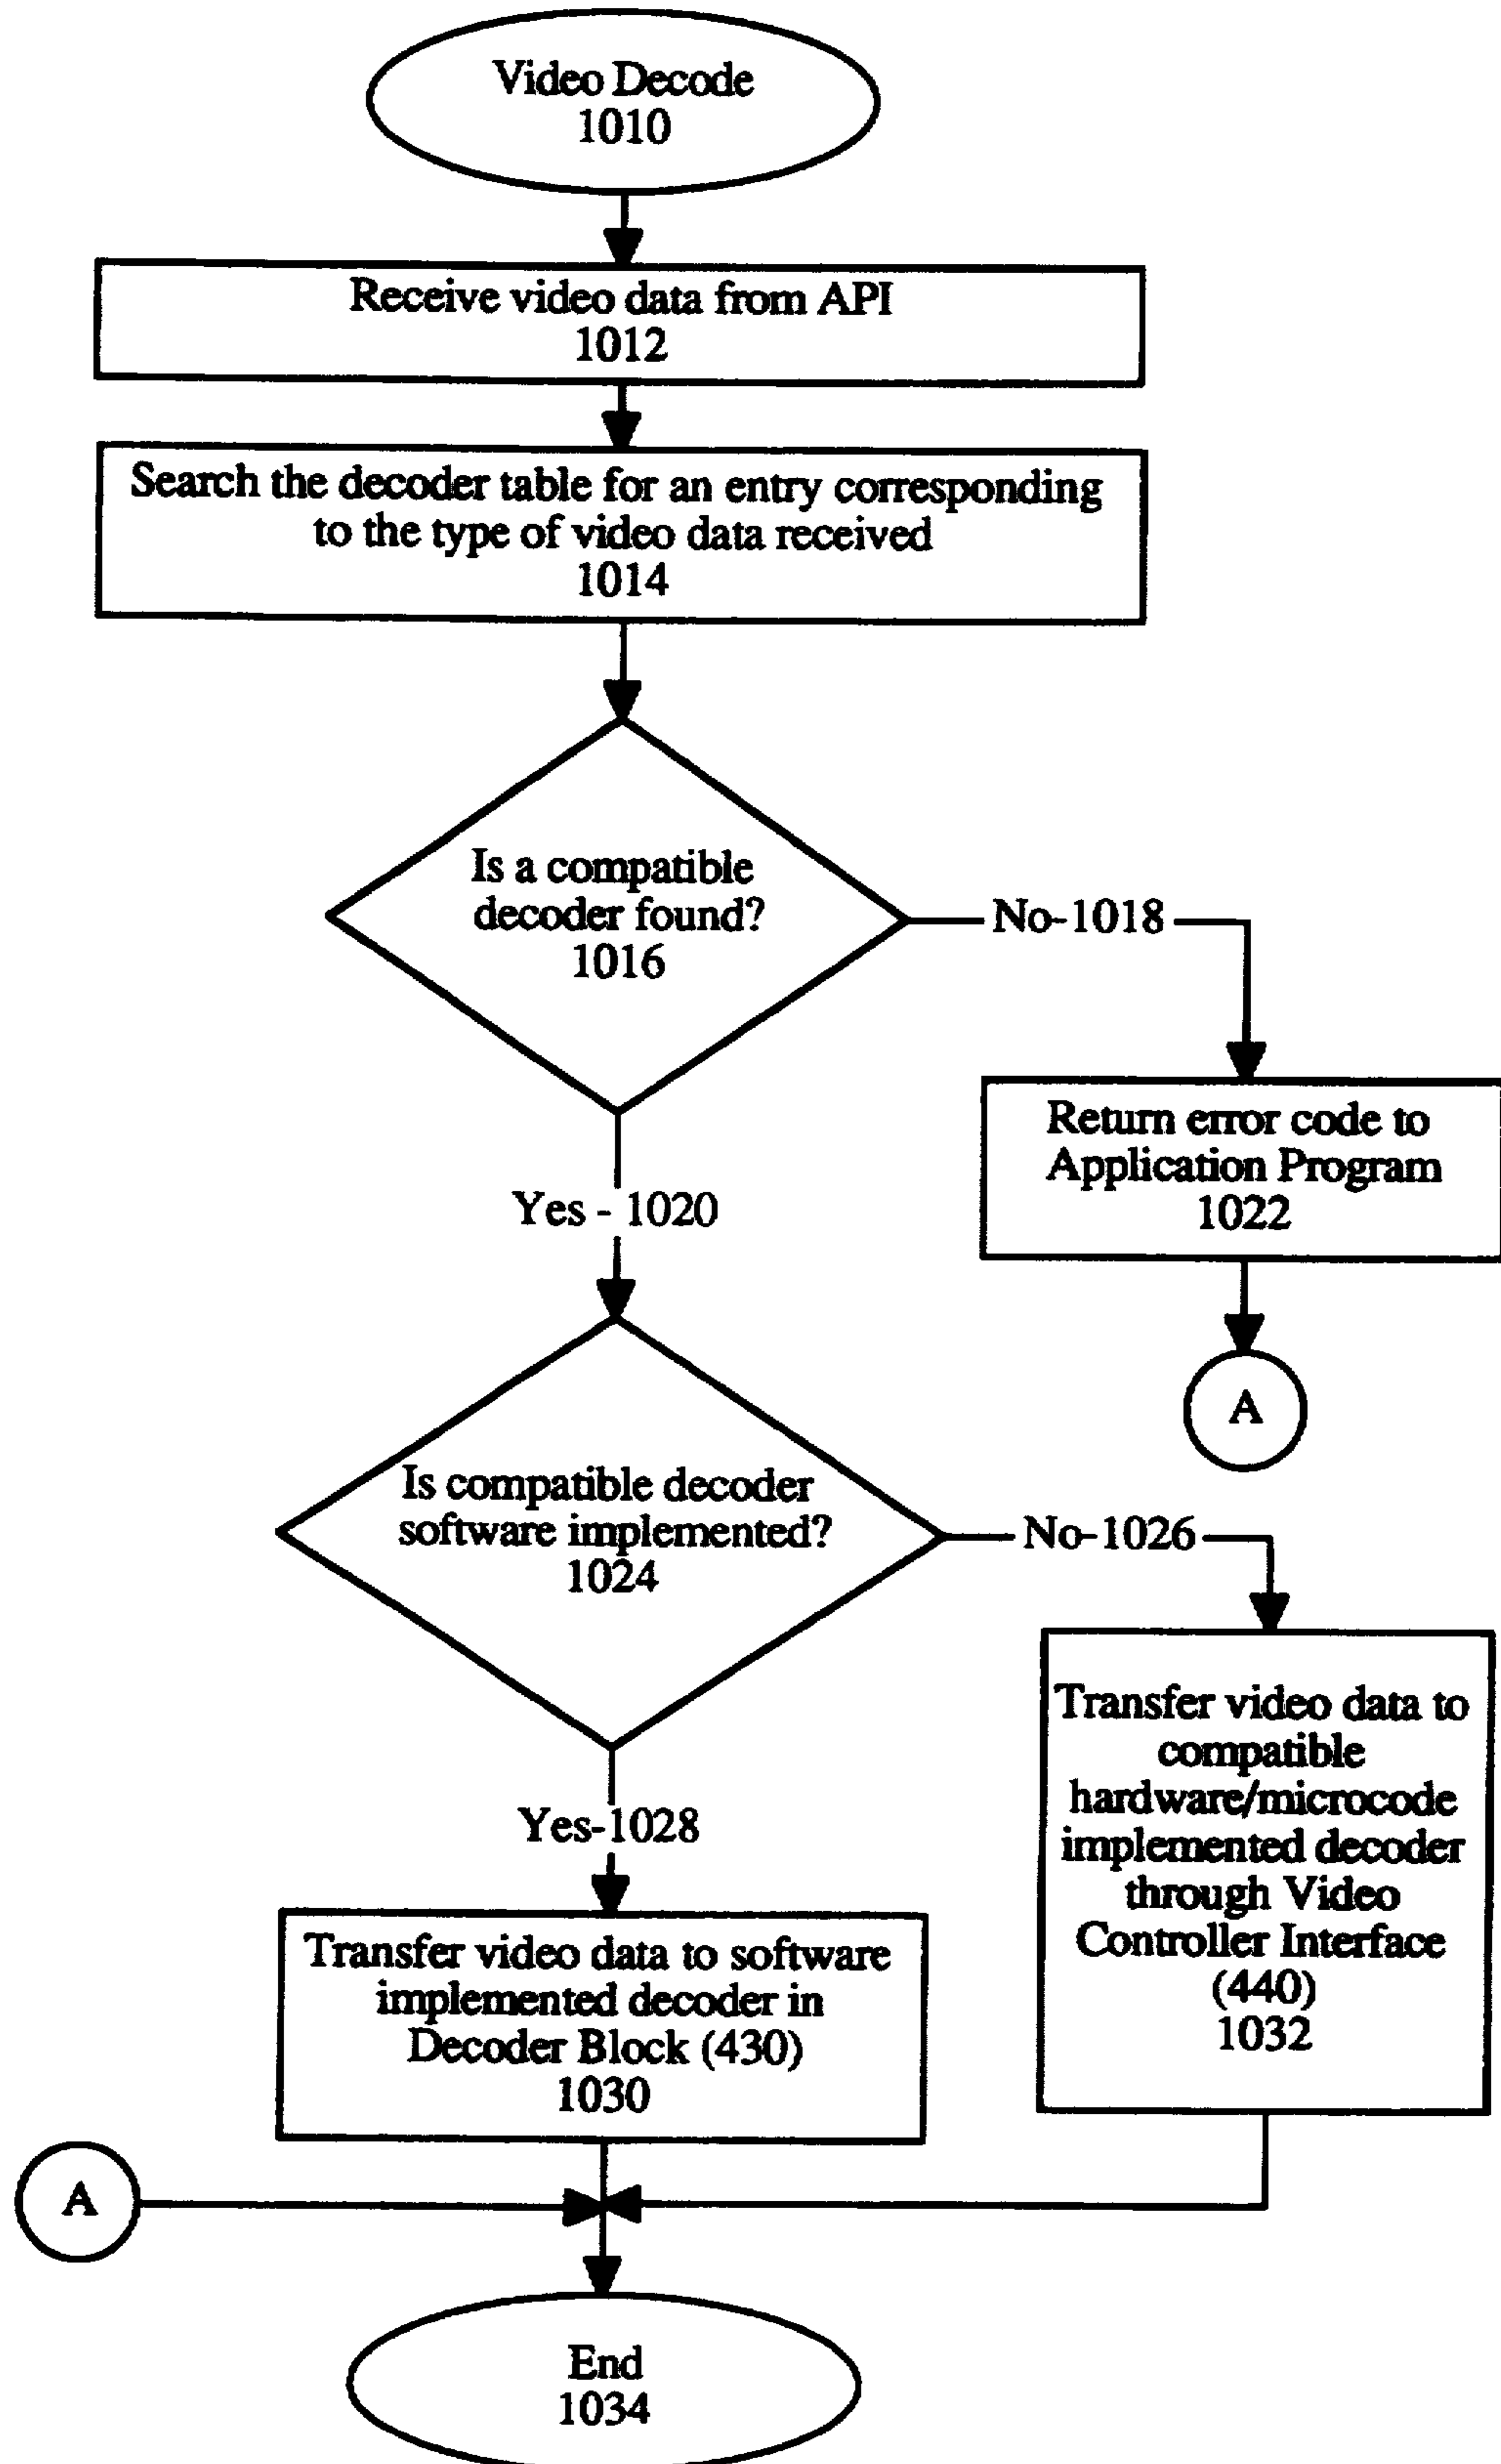 Video Decode
1010
Receive video data from API
1012
Search the decoder table for an entry corresponding
to the type of video data received
1014
Is a compatible
decoder found?
1016
No-1018
Return error code to
Application Program
1022
Yes - 1020
A
Is compatible decoder
software implemented?
1024
No-1026
Transfer video data to
compatible
hardware/microcode
implemented decoder
through Video
Controller Interface
(440)
1032
Yes-1028
Transfer video data to software
implemented decoder in
Decoder Block (430)
1030
A
End
1034